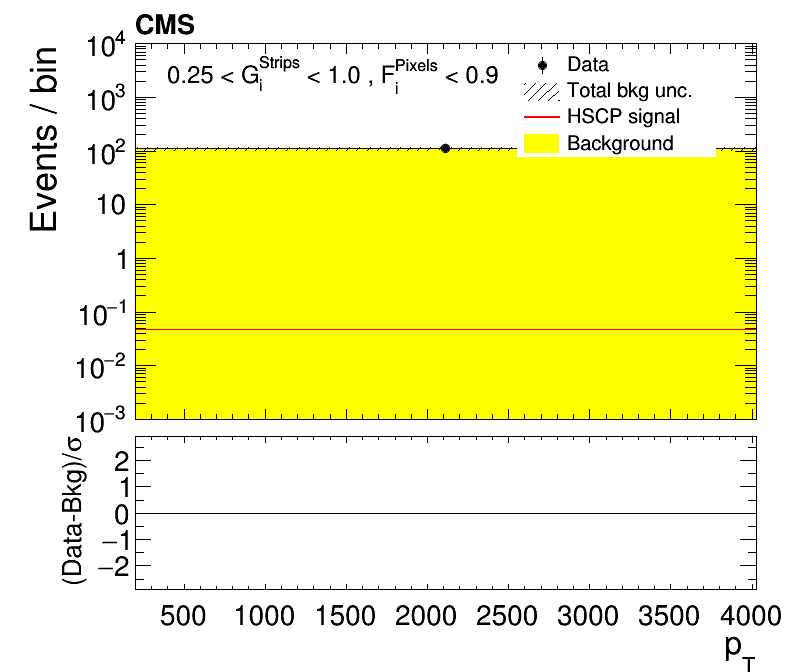 CMS
0.25 < G_i^Strips < 1.0 , F_i^Pixels < 0.9
Data
Total bkg unc.
HSCP signal
Background
Events / bin
10^4
10^3
10^2
10
1
10^−1
10^−2
10^−3
(Data-Bkg)/σ
2
1
0
−1
−2
500 1000 1500 2000 2500 3000 3500 4000
p_T